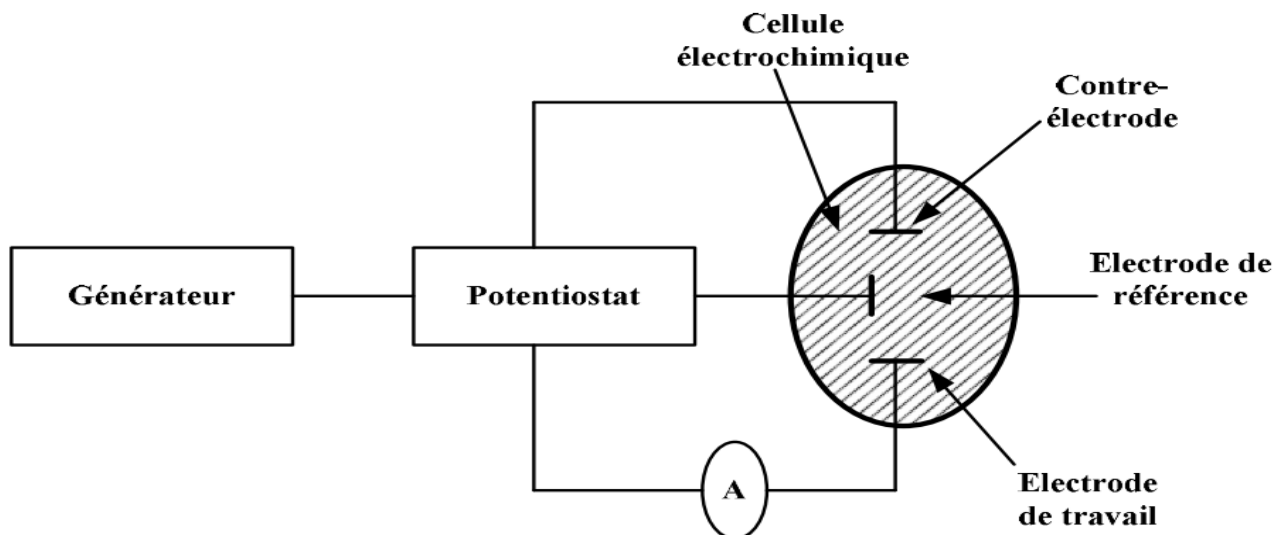 Cellule
électrochimique
Contre-
électrode
Générateur
Potentiostat
Electrode de
référence
A
Electrode
de travail